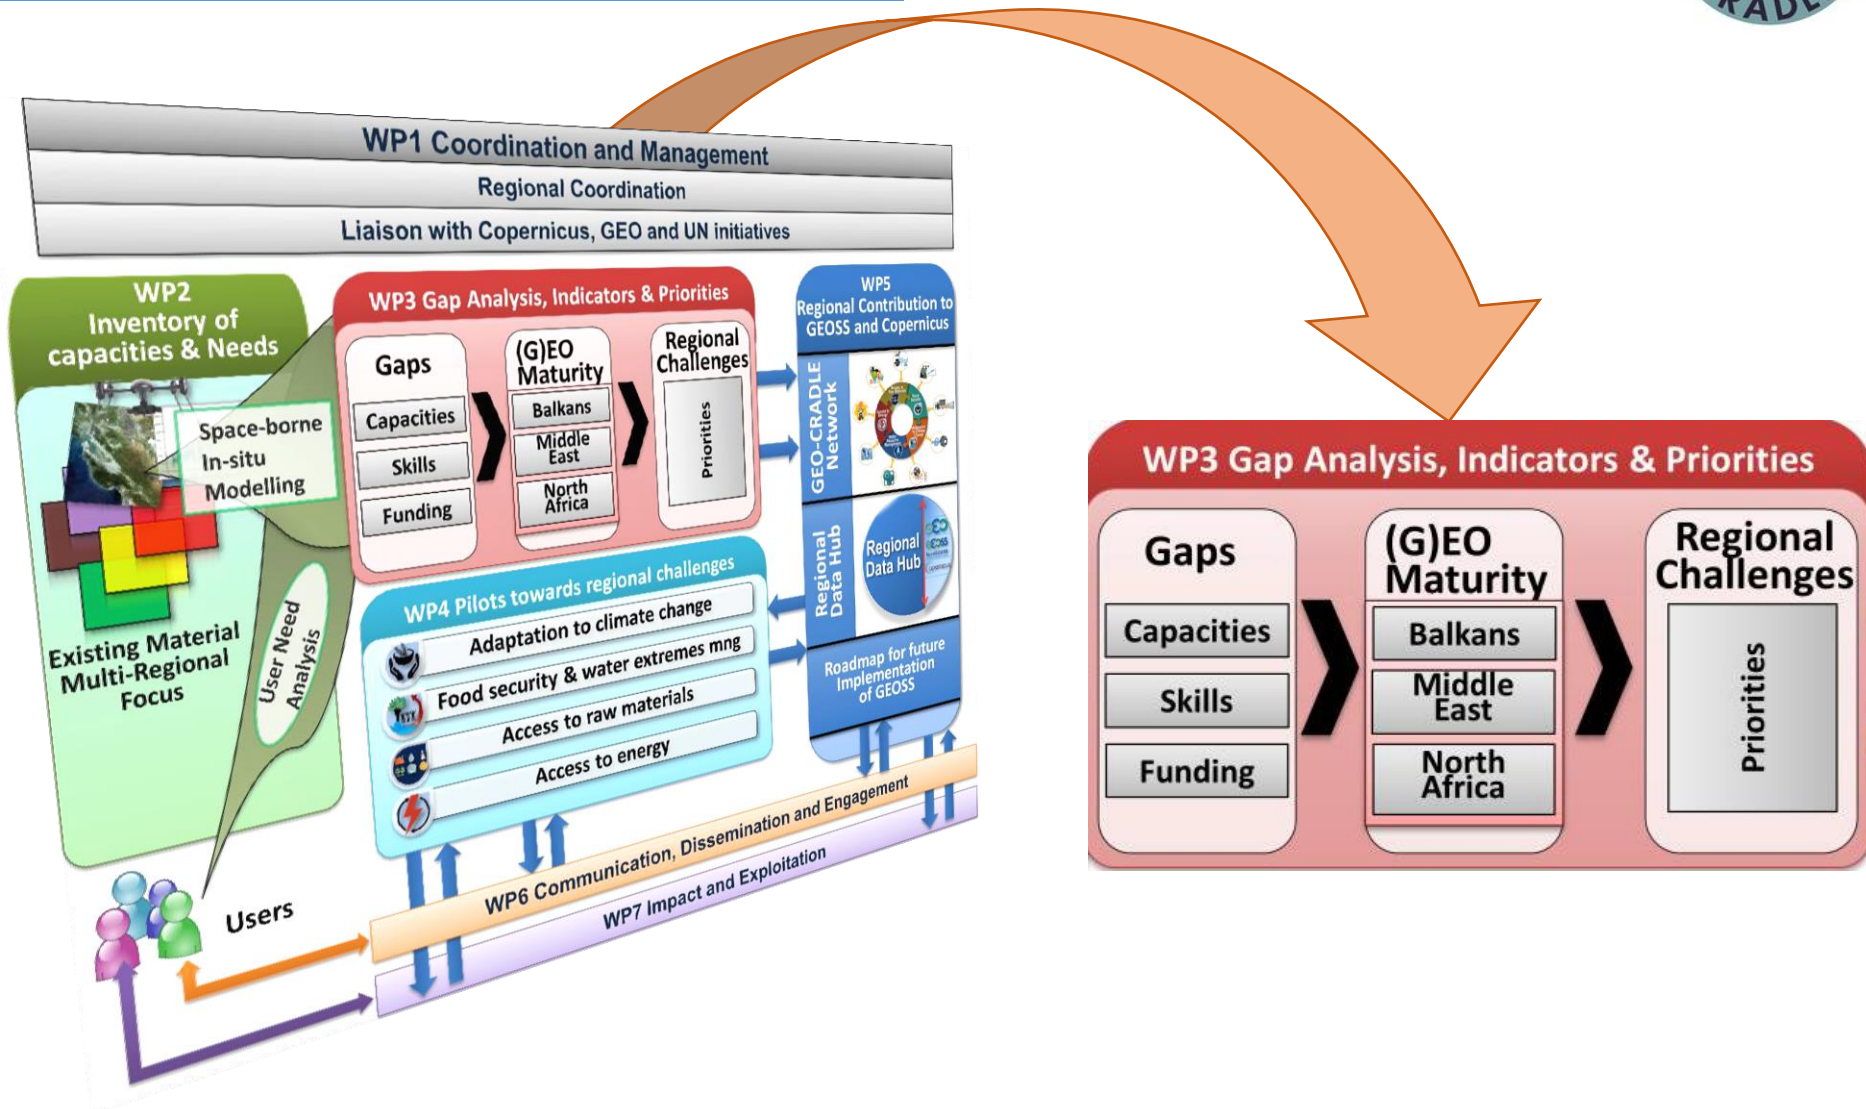 RADLE
WP1 Coordination and Management
Regional Coordination
Liaison with Copernicus, GEO and UN initiatives
WP2
Inventory of
capacities & Needs
Space-borne
In-situ
Modelling
Existing Material
Multi-Regional
Focus
User Need
Analysis
Users
WP3 Gap Analysis, Indicators & Priorities
Gaps
Capacities
Skills
Funding
(G)EO
Maturity
Balkans
Middle
East
North
Africa
Regional
Challenges
Priorities
WP4 Pilots towards regional challenges
Adaptation to climate change
Food security & water extremes mng
Access to raw materials
Access to energy
WP5
Regional Contribution to
GEOSS and Copernicus
GEO-CRADLE
Network
Regional
Data Hub
Regional
Data Hub
Roadmap for future
Implementation
of GEOSS
WP6 Communication, Dissemination and Engagement
WP7 Impact and Exploitation
WP3 Gap Analysis, Indicators & Priorities
Gaps
Capacities
Skills
Funding
(G)EO
Maturity
Balkans
Middle
East
North
Africa
Regional
Challenges
Priorities